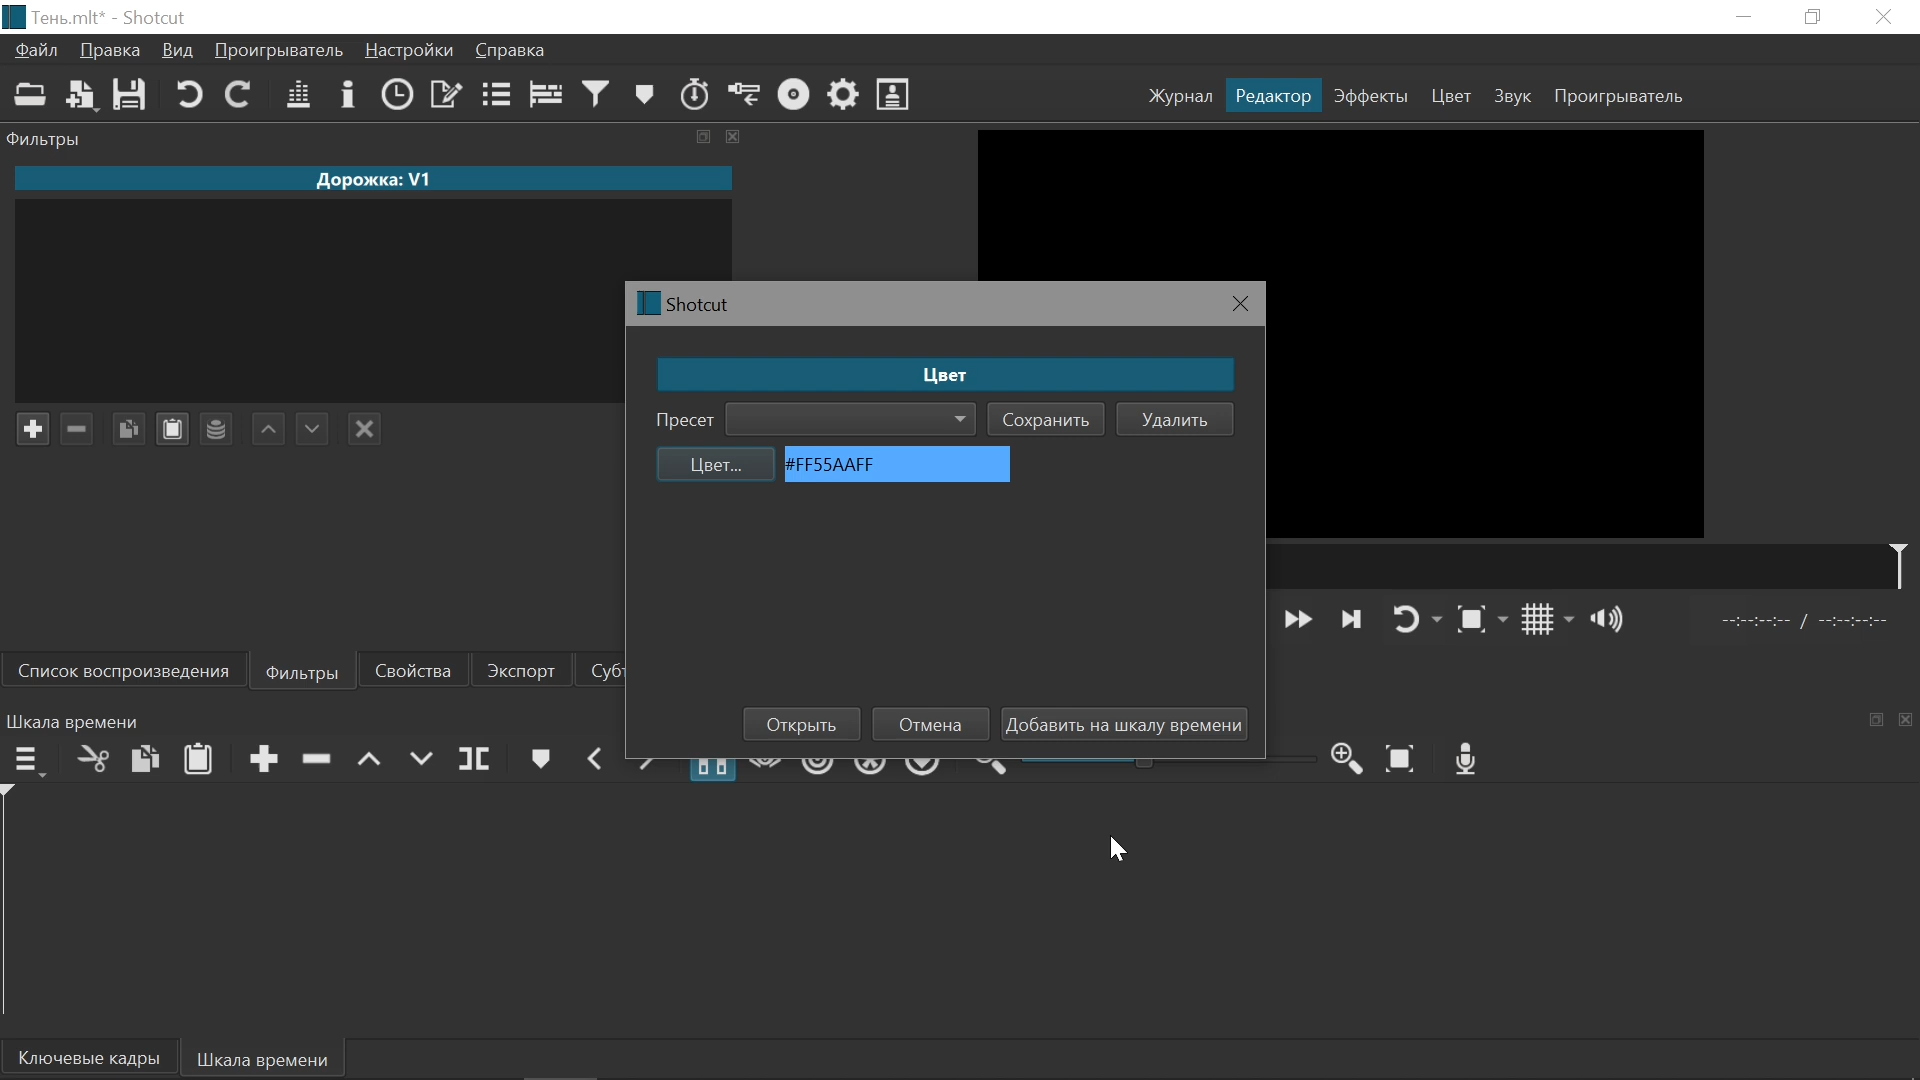 Тень.mlt* - Shotcut
Файл Правка Вид Проигрыватель Настройки Справка
Журнал Редактор Эффекты Цвет Звук Проигрыватель
Фильтры
Дорожка: V1
Shotcut
Цвет
Пресет Сохранить Удалить
Цвет... #FF55AAFF
--:--:--:-- / --:--:--:--
Список воспроизведения Фильтры Свойства Экспорт
Открыть Отмена Добавить на шкалу времени
Шкала времени
Ключевые кадры Шкала времени